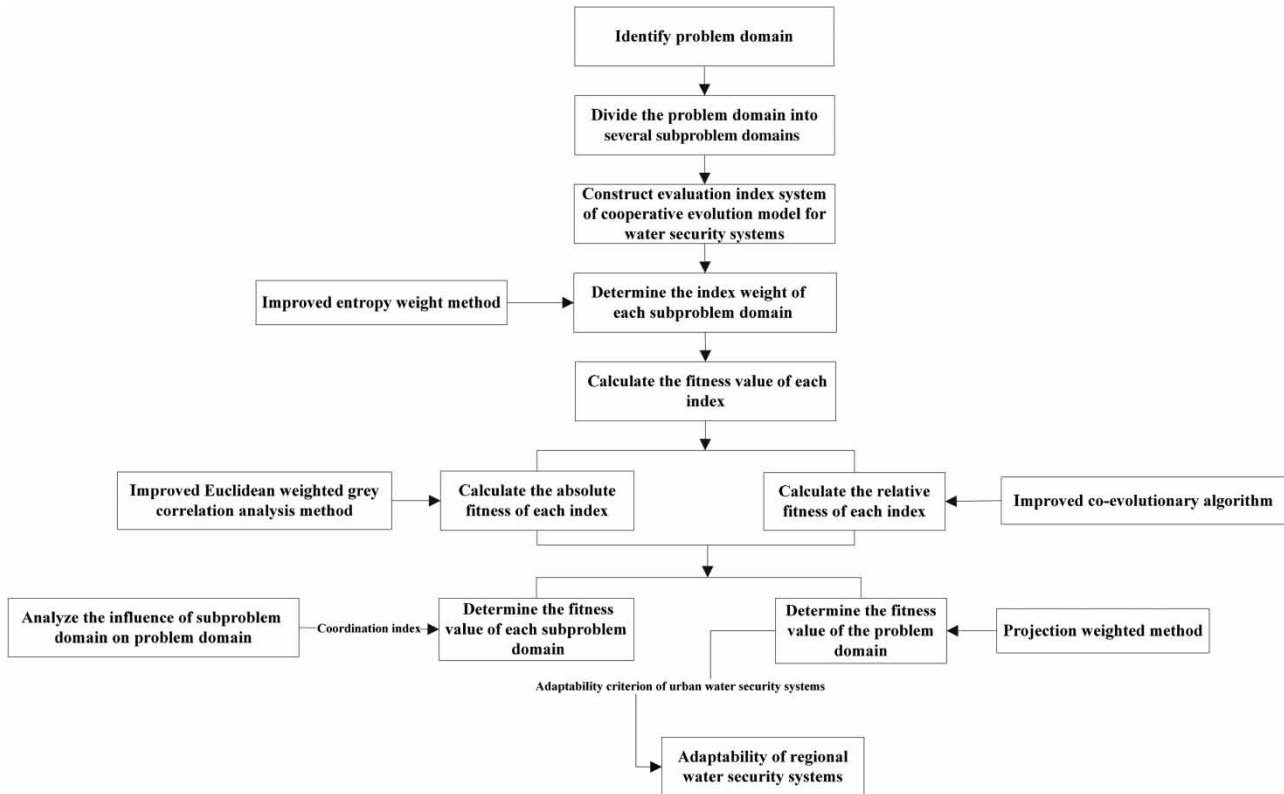 Identify problem domain
Divide the problem domain into
several subproblem domains
Construct evaluation index system
of cooperative evolution model for
water security systems
Improved entropy weight method
Determine the index weight of
each subproblem domain
Calculate the fitness value of each
index
Improved Euclidean weighted grey
correlation analysis method
Calculate the absolute
fitness of each index
Calculate the relative
fitness of each index
Improved co-evolutionary algorithm
Analyze the influence of subproblem
domain on problem domain
Coordination index
Determine the fitness
value of each subproblem
domain
Determine the fitness
value of the problem
domain
Projection weighted method
Adaptability criterion of urban water security systems
Adaptability of regional
water security systems